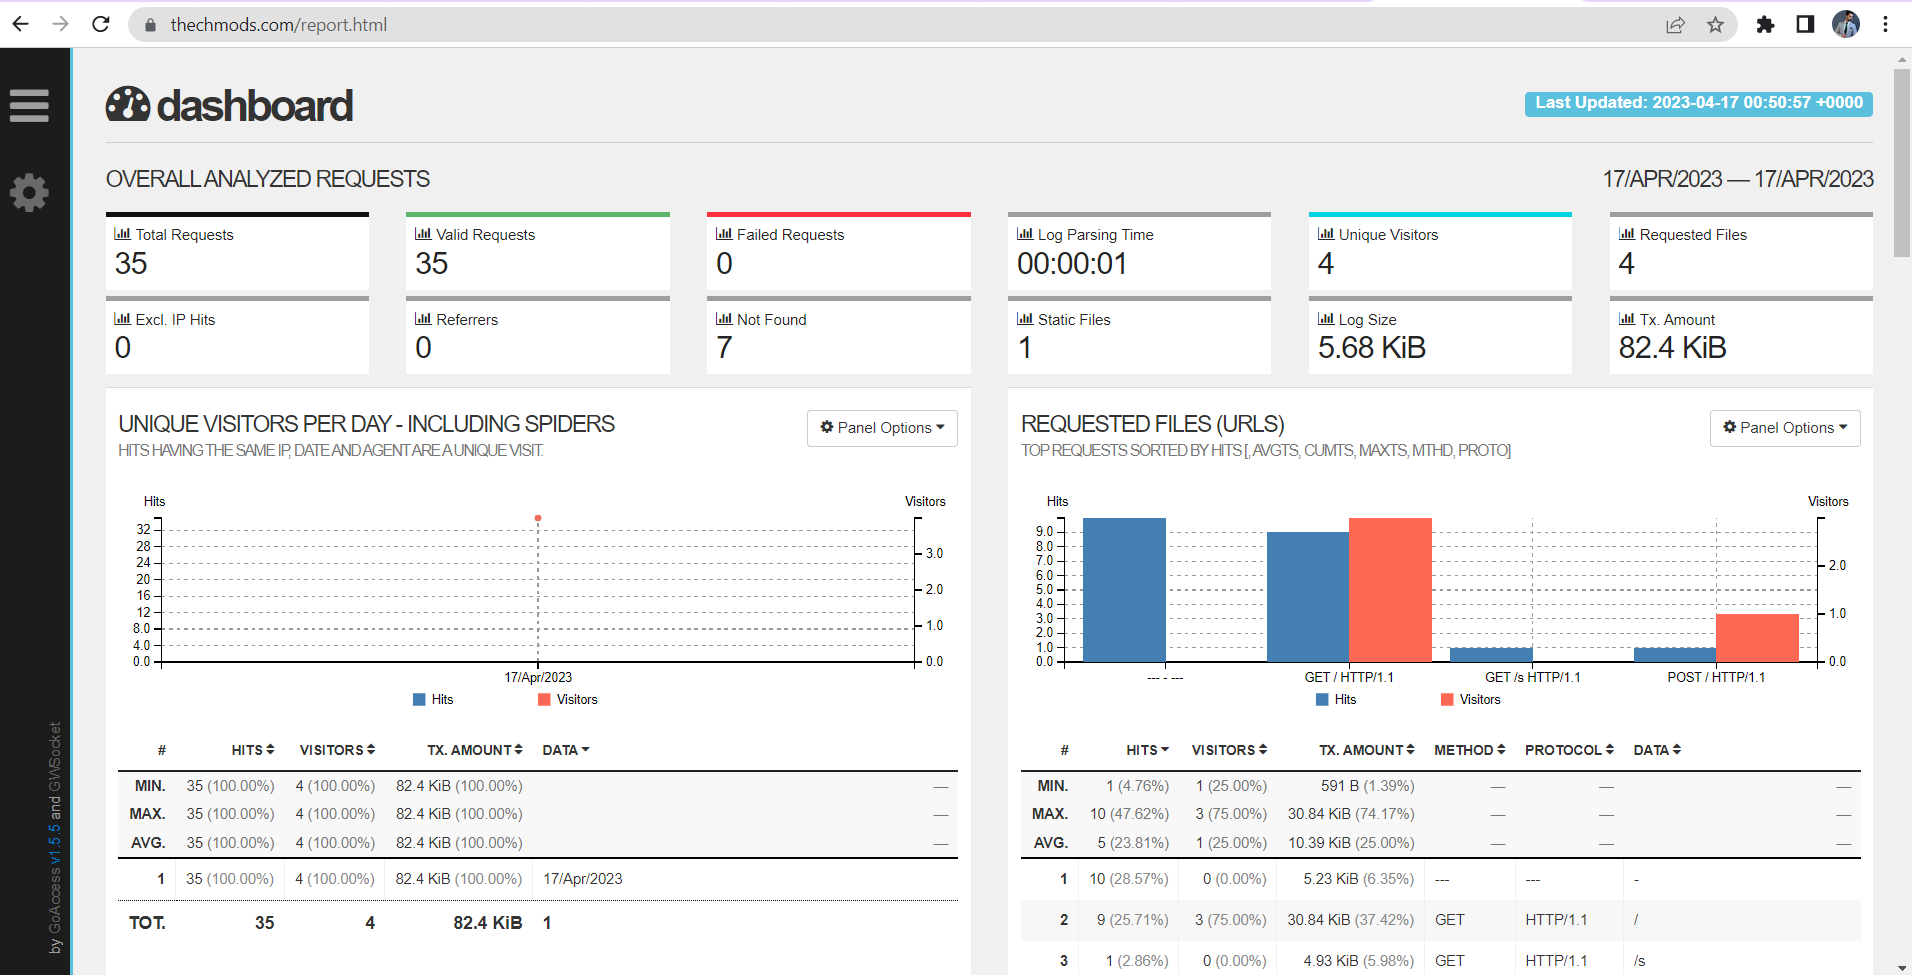 thechmods.com/report.html
dashboard
Last Updated: 2023-04-17 00:50:57 +0000
OVERALL ANALYZED REQUESTS
17/APR/2023 — 17/APR/2023
Total Requests
35
Valid Requests
35
Failed Requests
0
Log Parsing Time
00:00:01
Unique Visitors
4
Requested Files
4
Excl. IP Hits
0
Referrers
0
Not Found
7
Static Files
1
Log Size
5.68 KiB
Tx. Amount
82.4 KiB
UNIQUE VISITORS PER DAY - INCLUDING SPIDERS
HITS HAVING THE SAME IP, DATE AND AGENT ARE A UNIQUE VISIT.
Panel Options
Hits
Visitors
32
28
24
20
16
12
8.0
4.0
0.0
3.0
2.0
1.0
0.0
17/Apr/2023
Hits Visitors
# HITS VISITORS TX. AMOUNT DATA
MIN. 35 (100.00%) 4 (100.00%) 82.4 KiB (100.00%) —
MAX. 35 (100.00%) 4 (100.00%) 82.4 KiB (100.00%) —
AVG. 35 (100.00%) 4 (100.00%) 82.4 KiB (100.00%) —
1 35 (100.00%) 4 (100.00%) 82.4 KiB (100.00%) 17/Apr/2023
TOT. 35 4 82.4 KiB 1
REQUESTED FILES (URLS)
TOP REQUESTS SORTED BY HITS [, AVGTS, CUMTS, MAXTS, MTHD, PROTO]
Panel Options
Hits
Visitors
9.0
8.0
7.0
6.0
5.0
4.0
3.0
2.0
1.0
0.0
2.0
1.0
0.0
--- - ---
GET / HTTP/1.1
GET /s HTTP/1.1
POST / HTTP/1.1
Hits Visitors
# HITS VISITORS TX. AMOUNT METHOD PROTOCOL DATA
MIN. 1 (4.76%) 1 (25.00%) 591 B (1.39%) — — —
MAX. 10 (47.62%) 3 (75.00%) 30.84 KiB (74.17%) — — —
AVG. 5 (23.81%) 1 (25.00%) 10.39 KiB (25.00%) — — —
1 10 (28.57%) 0 (0.00%) 5.23 KiB (6.35%) --- --- -
2 9 (25.71%) 3 (75.00%) 30.84 KiB (37.42%) GET HTTP/1.1 /
3 1 (2.86%) 0 (0.00%) 4.93 KiB (5.98%) GET HTTP/1.1 /s
by GoAccess v1.5.5 and GWSocket